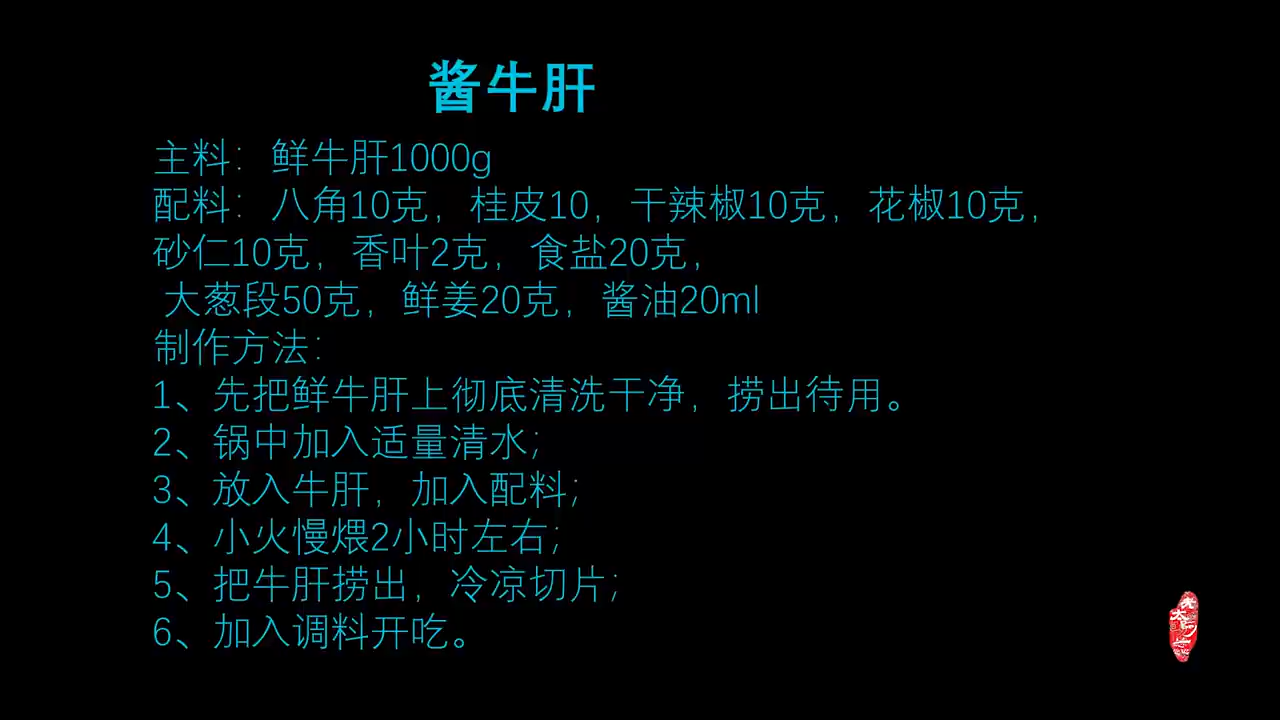 酱牛肝
主料：鲜牛肝1000g
配料：八角10克，桂皮10，干辣椒10克，花椒10克，
砂仁10克，香叶2克，食盐20克，
大葱段50克，鲜姜20克，酱油20ml
制作方法：
1、先把鲜牛肝上彻底清洗干净，捞出待用。
2、锅中加入适量清水；
3、放入牛肝，加入配料；
4、小火慢煨2小时左右；
5、把牛肝捞出，冷凉切片；
6、加入调料开吃。